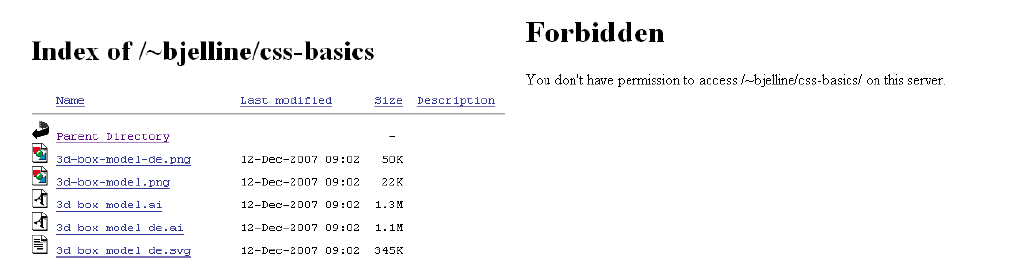 Index of /~bjelline/css-basics
Name Last modified Size Description
Parent Directory -
3d-box-model-de.png 12-Dec-2007 09:02 50K
3d-box-model.png 12-Dec-2007 09:02 22K
3d box model.ai 12-Dec-2007 09:02 1.3M
3d box model de.ai 12-Dec-2007 09:02 1.1M
3d box model de.svg 12-Dec-2007 09:02 345K
Forbidden
You don't have permission to access /~bjelline/css-basics/ on this server.